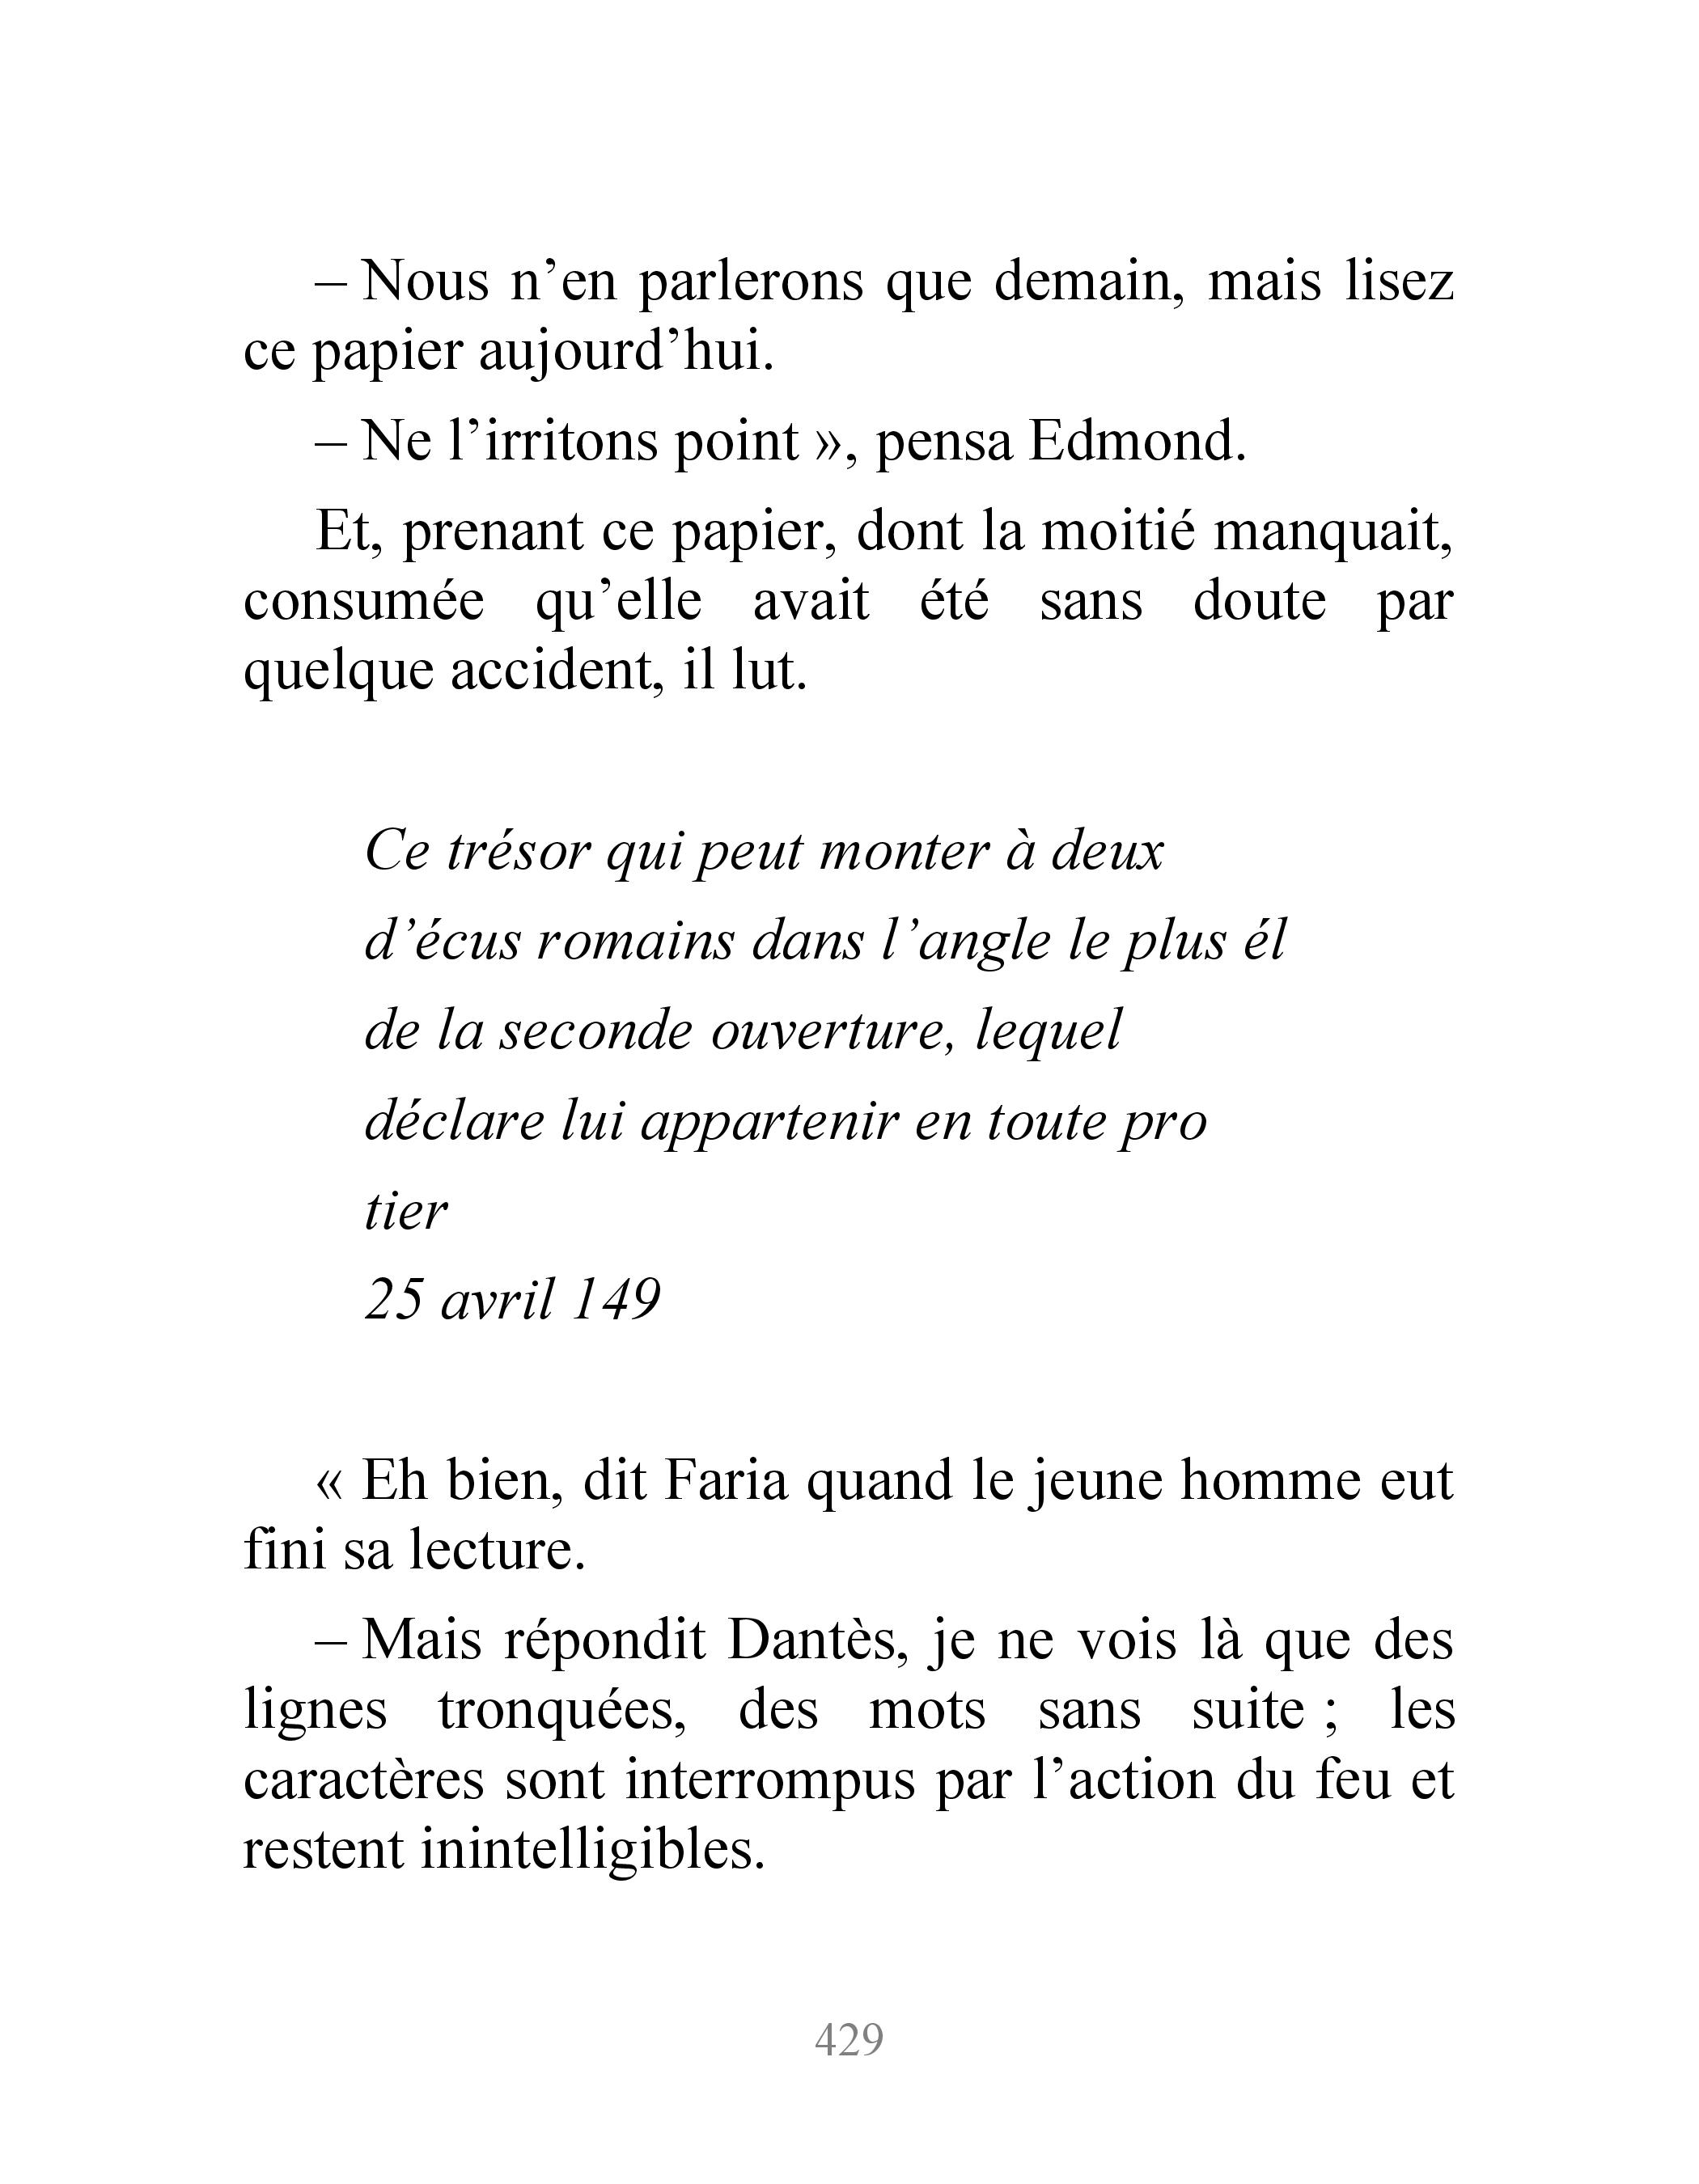 – Nous n’en parlerons que demain, mais lisez
ce papier aujourd’hui.
– Ne l’irritons point », pensa Edmond.
Et, prenant ce papier, dont la moitié manquait,
consumée qu’elle avait été sans doute par
quelque accident, il lut.
Ce trésor qui peut monter à deux
d’écus romains dans l’angle le plus él
de la seconde ouverture, lequel
déclare lui appartenir en toute pro
tier
25 avril 149
« Eh bien, dit Faria quand le jeune homme eut
fini sa lecture.
– Mais répondit Dantès, je ne vois là que des
lignes tronquées, des mots sans suite ; les
caractères sont interrompus par l’action du feu et
restent inintelligibles.
429